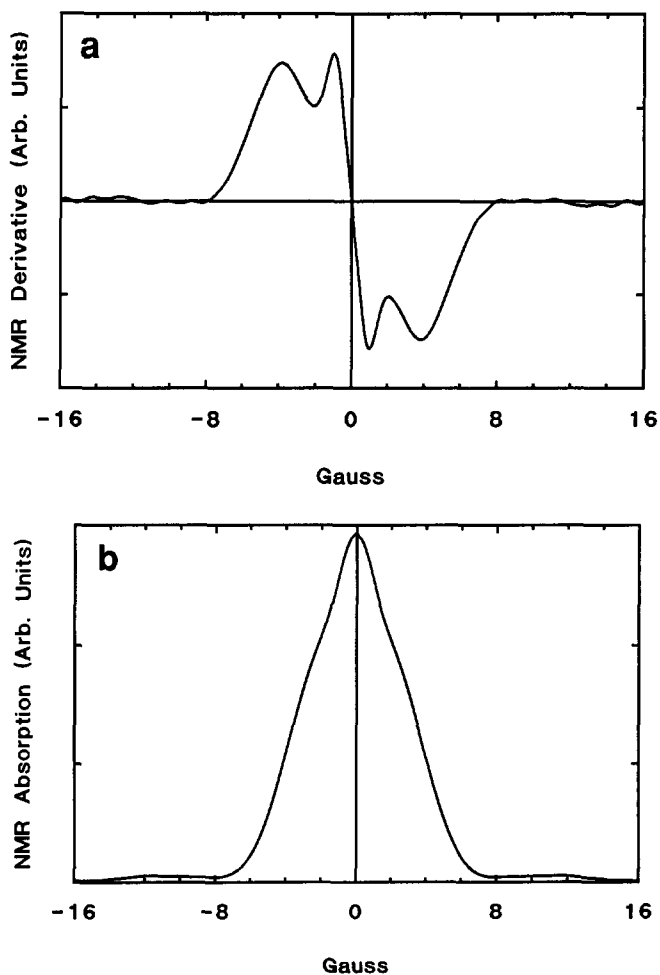 a
NMR Derivative (Arb. Units)
-16 -8 0 8 16
Gauss
b
NMR Absorption (Arb. Units)
-16 -8 0 8 16
Gauss